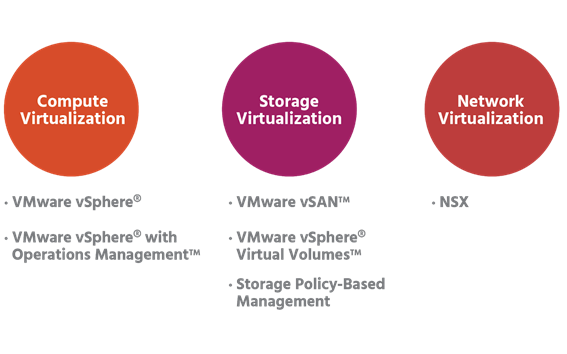 Compute
Virtualization
· VMware vSphere®
· VMware vSphere® with
Operations Management™
Storage
Virtualization
· VMware vSAN™
· VMware vSphere®
Virtual Volumes™
· Storage Policy-Based
Management
Network
Virtualization
· NSX